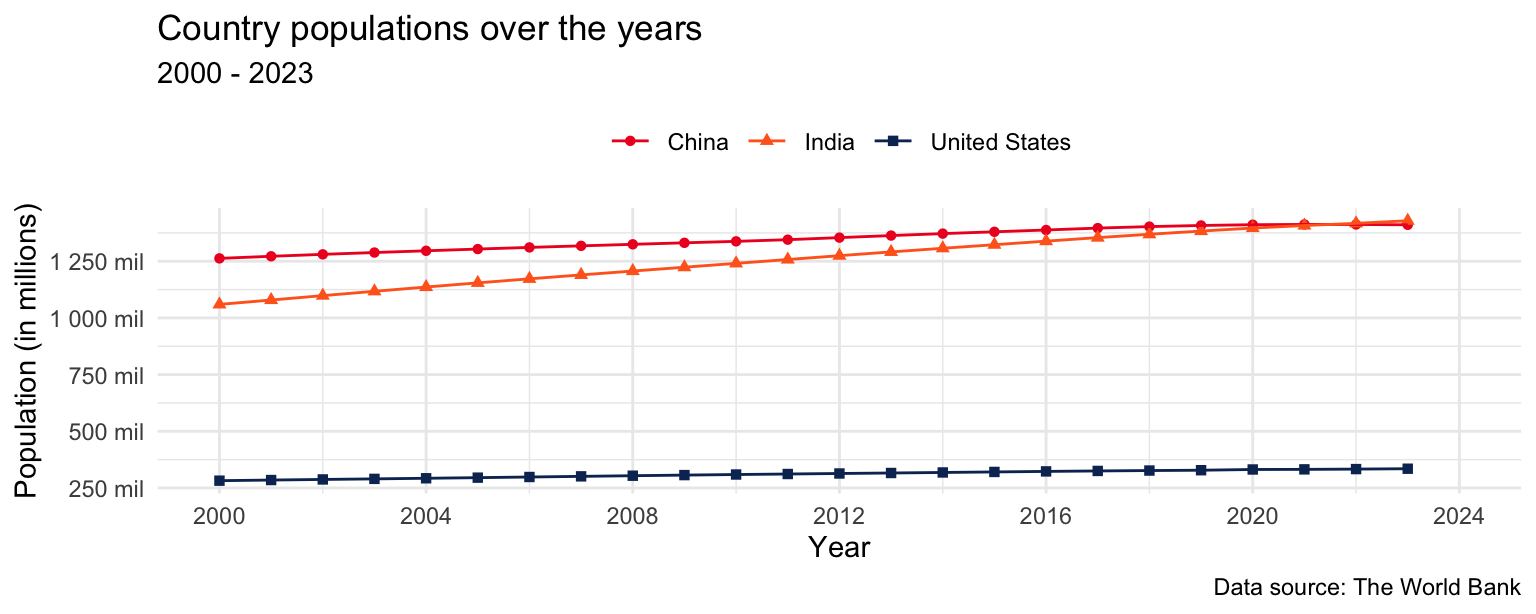 Country populations over the years
2000 - 2023
China India United States
Population (in millions)
1 250 mil
1 000 mil
750 mil
500 mil
250 mil
2000 2004 2008 2012 2016 2020 2024
Year
Data source: The World Bank